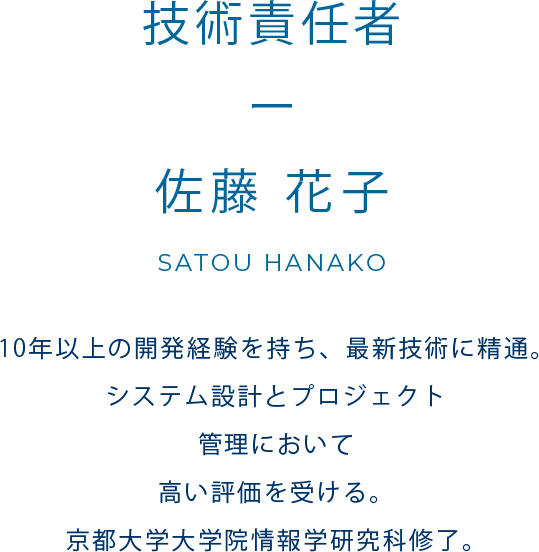 技術責任者
佐藤 花子
SATOU HANAKO
10年以上の開発経験を持ち、最新技術に精通。
システム設計とプロジェクト
管理において
高い評価を受ける。
京都大学大学院情報学研究科修了。